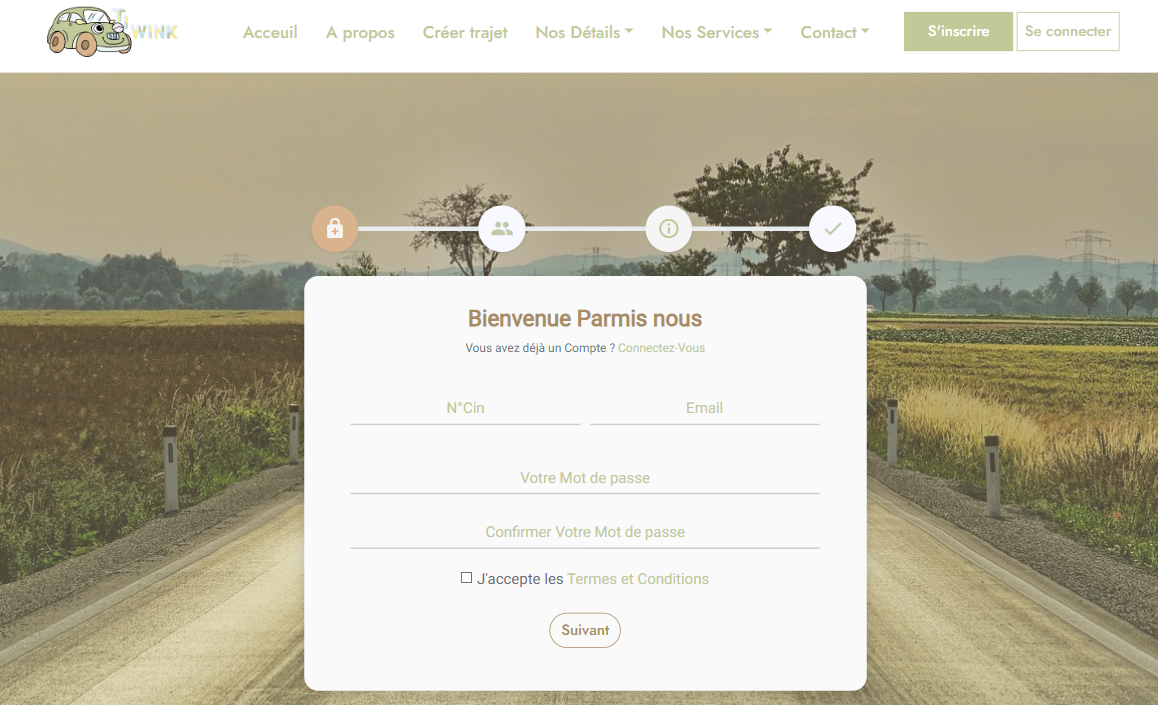 Ti
WINK
Acceuil
A propos
Créer trajet
Nos Détails
Nos Services
Contact
S'inscrire
Se connecter
Bienvenue Parmis nous
Vous avez déjà un Compte ? Connectez-Vous
N°Cin
Email
Votre Mot de passe
Confirmer Votre Mot de passe
J'accepte les Termes et Conditions
Suivant